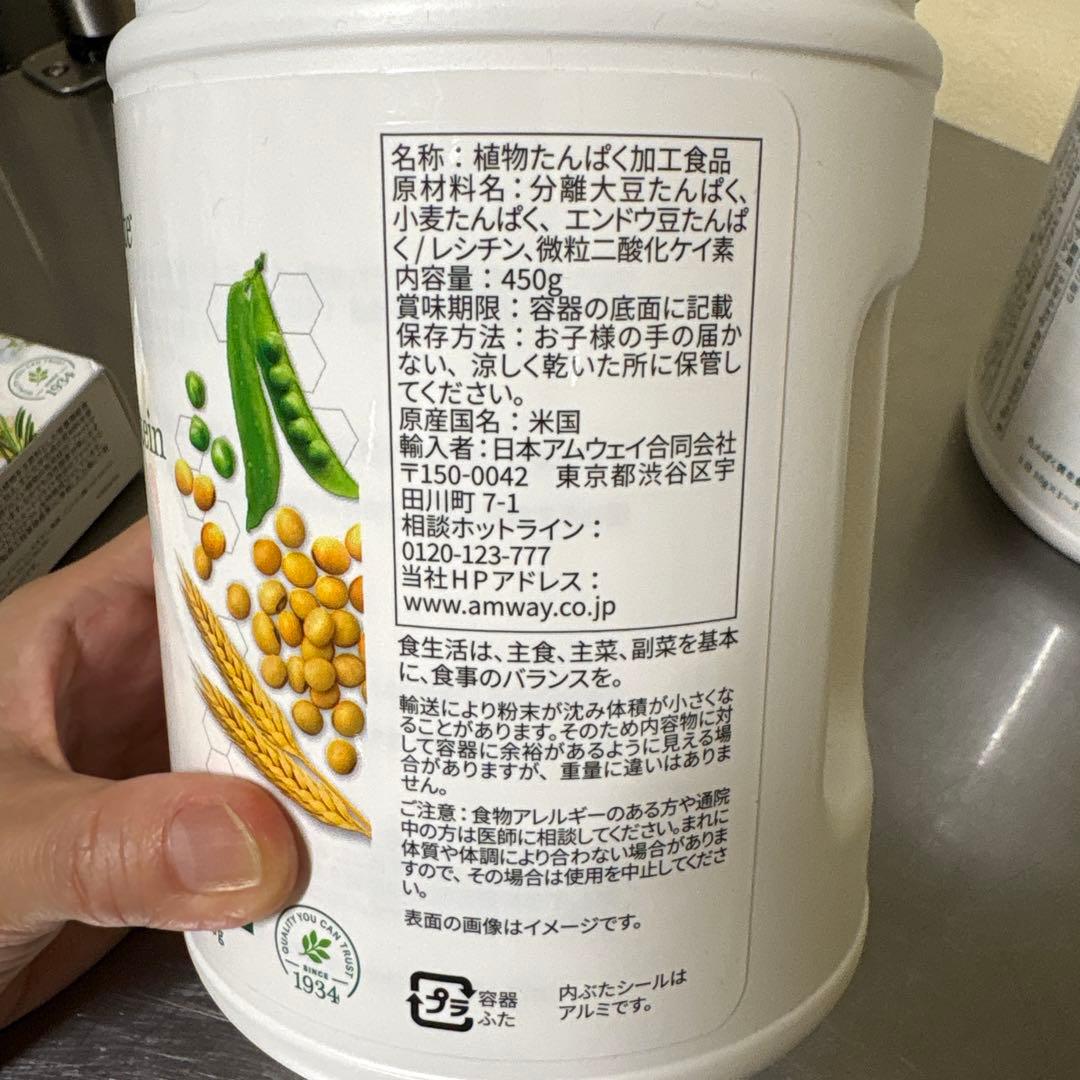 名称：植物たんぱく加工食品
原材料名：分離大豆たんぱく、
小麦たんぱく、エンドウ豆たんぱ
く/レシチン、微粒二酸化ケイ素
内容量：450g
賞味期限：容器の底面に記載
保存方法：お子様の手の届か
ない、涼しく乾いた所に保管し
てください。
原産国名：米国
輸入者：日本アムウェイ合同会社
〒150-0042　東京都渋谷区宇
田川町 7-1
相談ホットライン：
0120-123-777
当社HPアドレス：
www.amway.co.jp
食生活は、主食、主菜、副菜を基本
に、食事のバランスを。
輸送により粉末が沈み体積が小さくな
ることがあります。そのため内容物に対
して容器に余裕があるように見える場
合がありますが、重量に違いはありま
せん。
ご注意：食物アレルギーのある方や通院
中の方は医師に相談してください。まれに
体質や体調により合わない場合がありま
すので、その場合は使用を中止してくださ
い。
表面の画像はイメージです。
プラ
容器
ふた
内ぶたシールは
アルミです。
QUALITY YOU CAN TRUST
SINCE
1934
1934